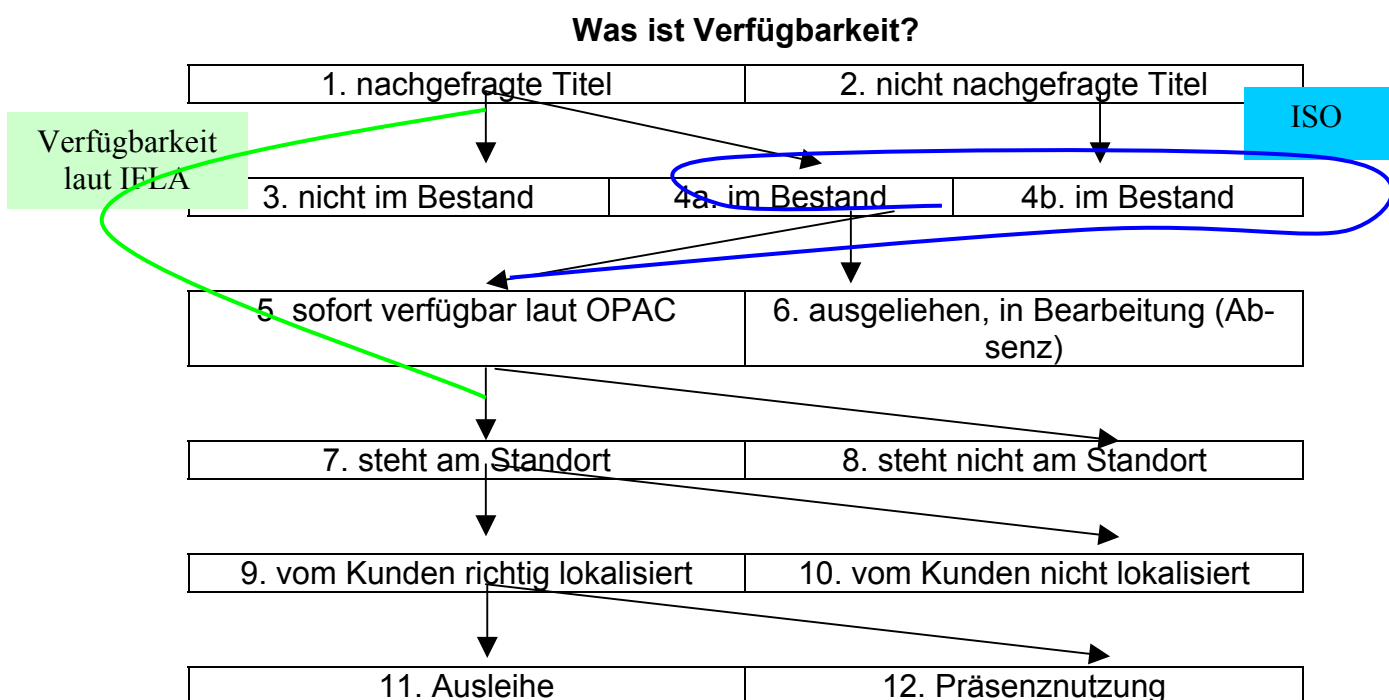 Was ist Verfügbarkeit?
1. nachgefragte Titel
2. nicht nachgefragte Titel
Verfügbarkeit
laut IFLA
ISO
3. nicht im Bestand
4a. im Bestand
4b. im Bestand
5. sofort verfügbar laut OPAC
6. ausgeliehen, in Bearbeitung (Ab-
senz)
7. steht am Standort
8. steht nicht am Standort
9. vom Kunden richtig lokalisiert
10. vom Kunden nicht lokalisiert
11. Ausleihe
12. Präsenznutzung